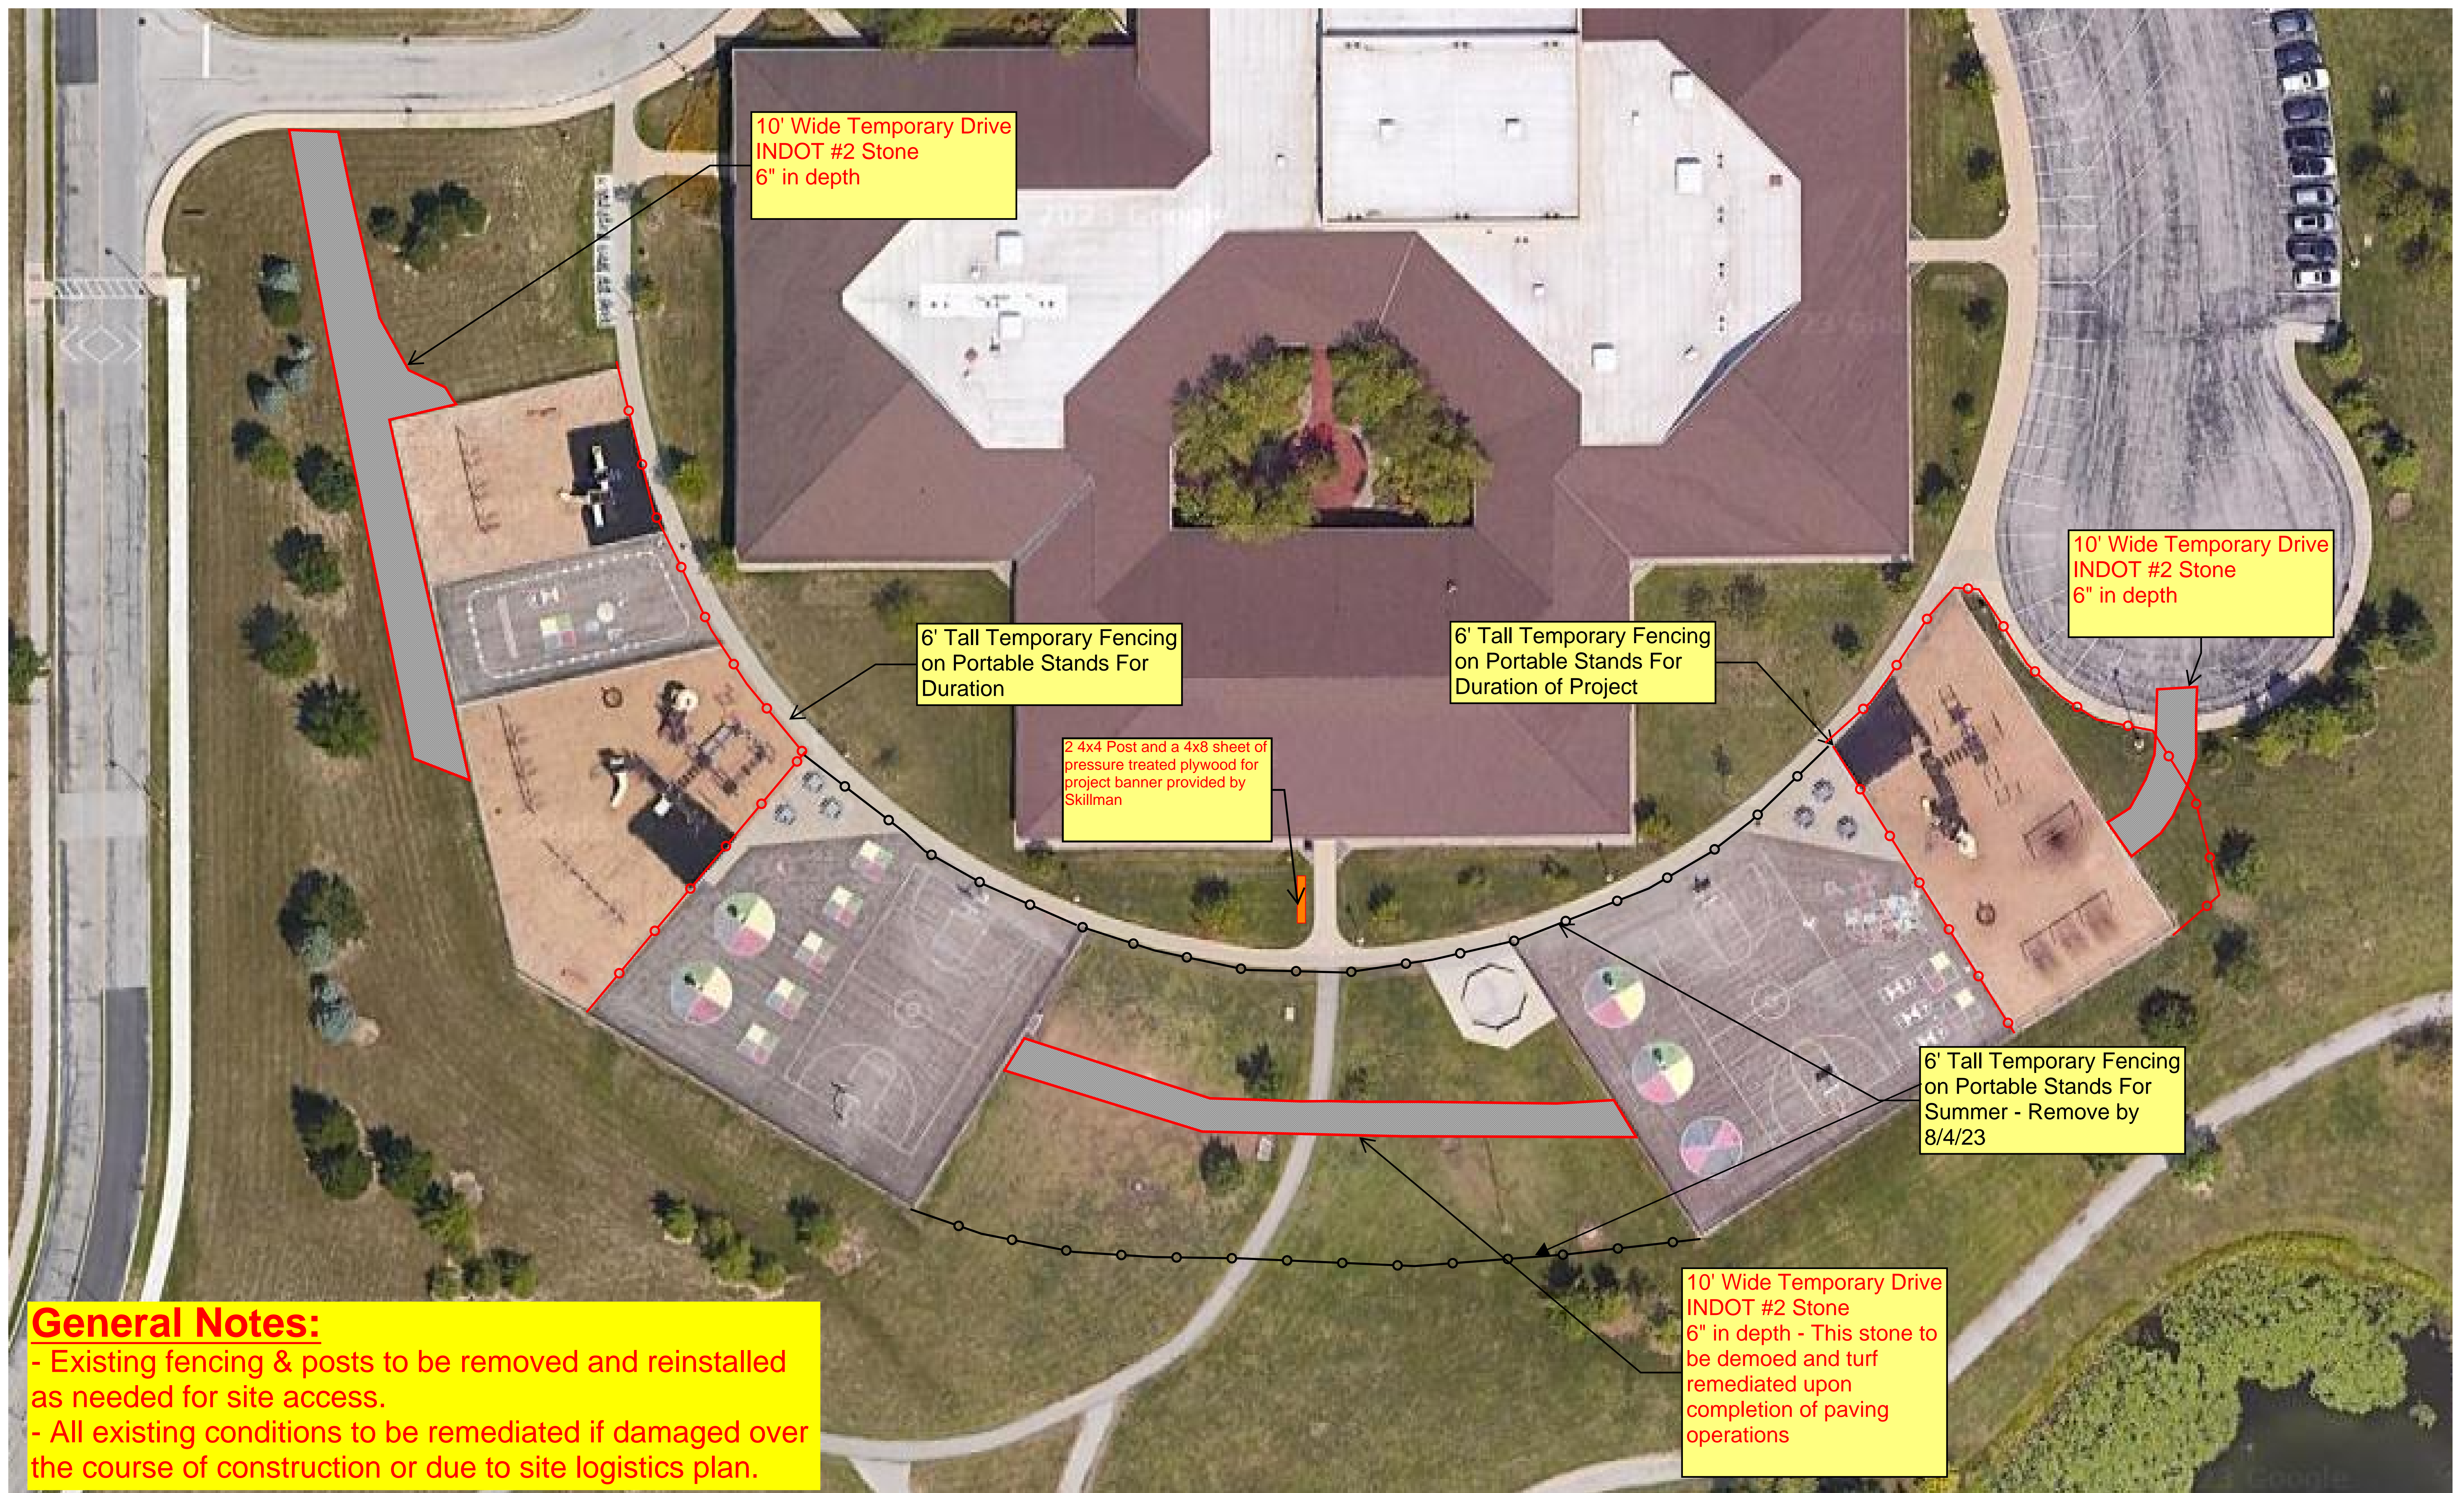 10' Wide Temporary Drive
INDOT #2 Stone
6" in depth
10' Wide Temporary Drive
INDOT #2 Stone
6" in depth
6' Tall Temporary Fencing
on Portable Stands For
Duration
6' Tall Temporary Fencing
on Portable Stands For
Duration of Project
2 4x4 Post and a 4x8 sheet of
pressure treated plywood for
project banner provided by
Skillman
6' Tall Temporary Fencing
on Portable Stands For
Summer - Remove by
8/4/23
10' Wide Temporary Drive
INDOT #2 Stone
6" in depth - This stone to
be demoed and turf
remediated upon
completion of paving
operations
General Notes:
- Existing fencing & posts to be removed and reinstalled
as needed for site access.
- All existing conditions to be remediated if damaged over
the course of construction or due to site logistics plan.